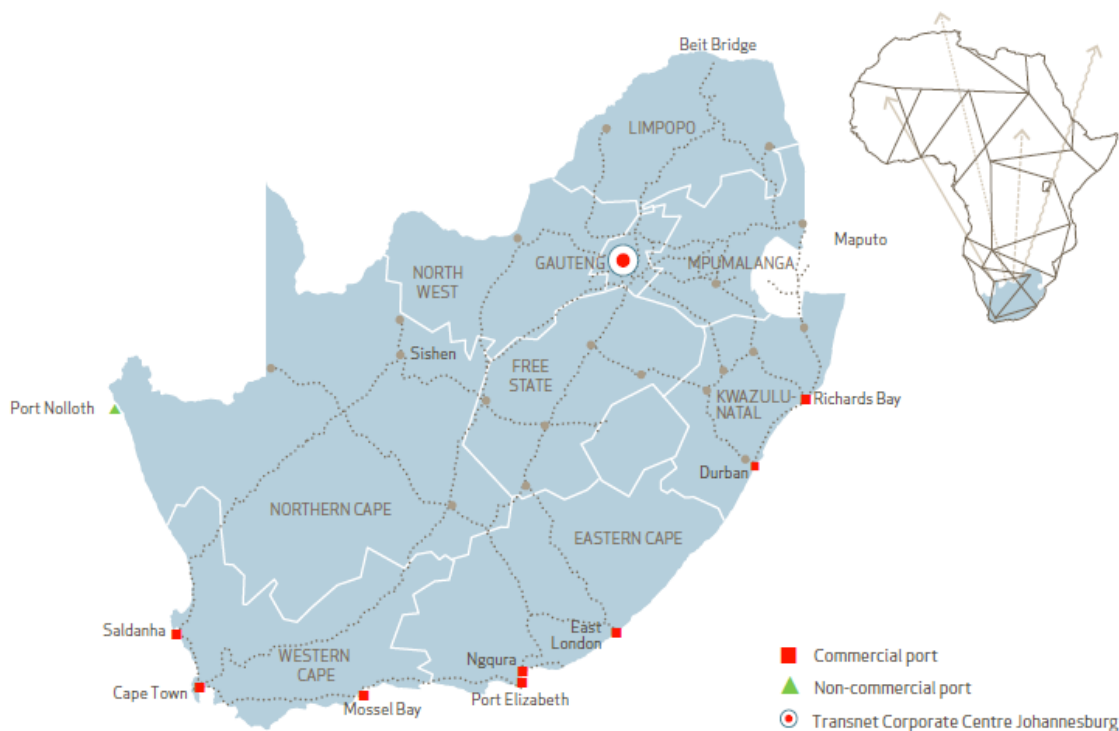 Beit Bridge
LIMPOPO
Maputo
GAUTENG
MPUMALANGA
NORTH
WEST
Sishen
FREE
STATE
KWAZULU-
NATAL
Richards Bay
Port Nolloth
Durban
NORTHERN CAPE
EASTERN CAPE
Saldanha
East
London
WESTERN
CAPE
Ngqura
Cape Town
Mossel Bay
Port Elizabeth
Commercial port
Non-commercial port
Transnet Corporate Centre Johannesburg